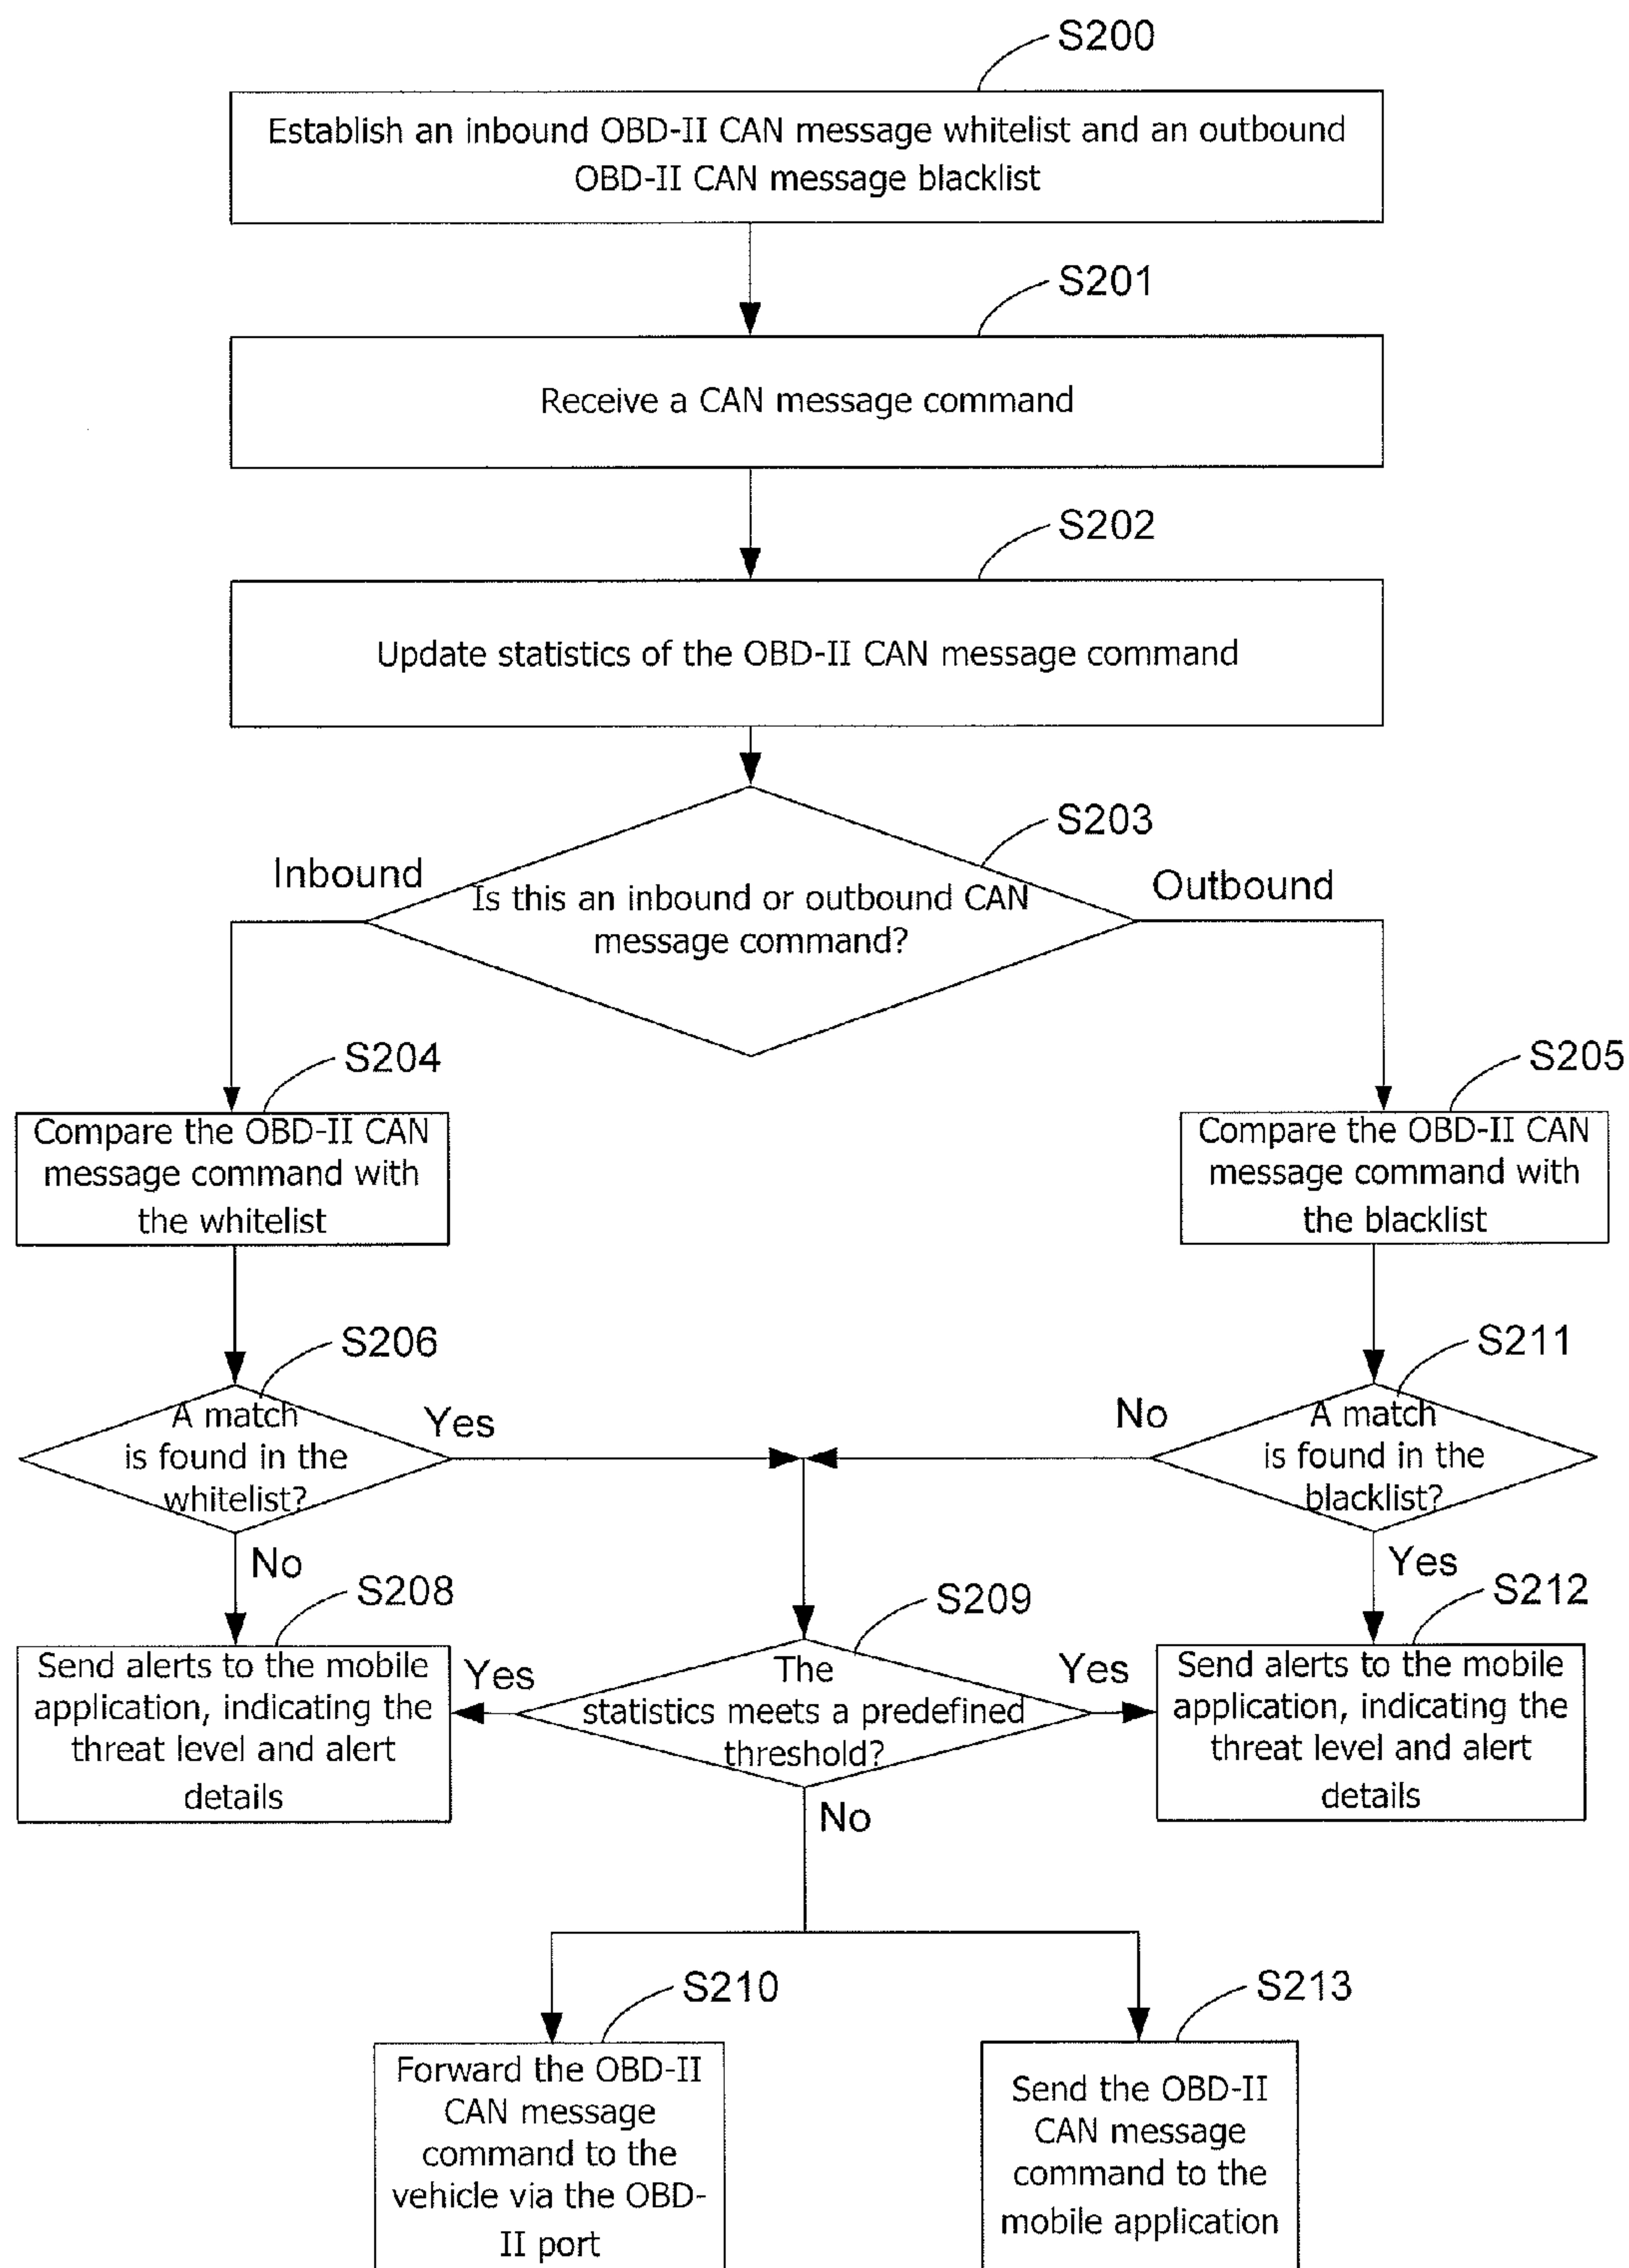 S200
Establish an inbound OBD-II CAN message whitelist and an outbound
OBD-II CAN message blacklist
S201
Receive a CAN message command
S202
Update statistics of the OBD-II CAN message command
S203
Inbound
Outbound
Is this an inbound or outbound CAN
message command?
S204
Compare the OBD-II CAN
message command with
the whitelist
S205
Compare the OBD-II CAN
message command with
the blacklist
S206
A match
is found in the
whitelist?
Yes
No
S211
A match
is found in the
blacklist?
No
Yes
S208
Send alerts to the mobile
application, indicating the
threat level and alert
details
S209
Yes
The
statistics meets a predefined
threshold?
Yes
No
S212
Send alerts to the mobile
application, indicating the
threat level and alert
details
S210
Forward the OBD-II
CAN message
command to the
vehicle via the OBD-
II port
S213
Send the OBD-II
CAN message
command to the
mobile application